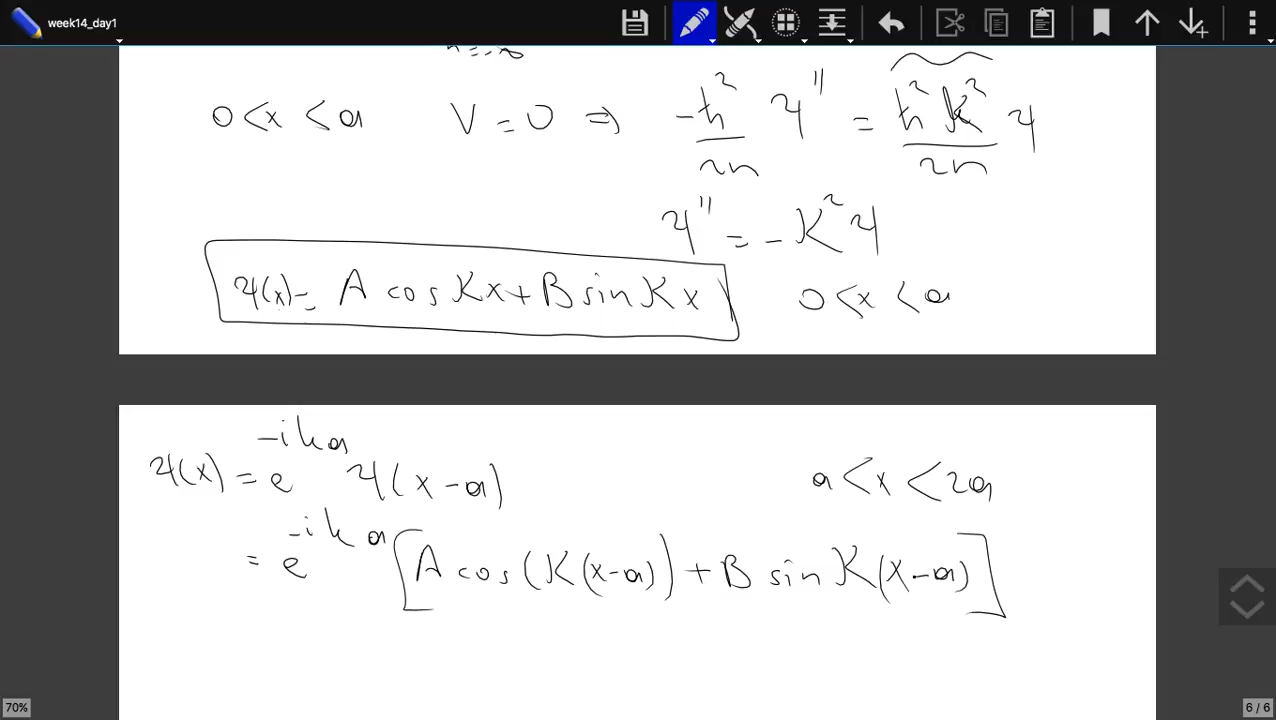 week14_day1
n=-∞
0<x<a V=0 ⇒ -ħ²/2m ψ'' = ħ²K²/2m ψ
ψ'' = -K²ψ
ψ(x)= A cos Kx + B sin Kx 0<x<a
ψ(x) = e^{-ika} ψ(x-a) a<x<2a
= e^{-ika} [A cos(K(x-a)) + B sin K(x-a)]
70% 6 / 6